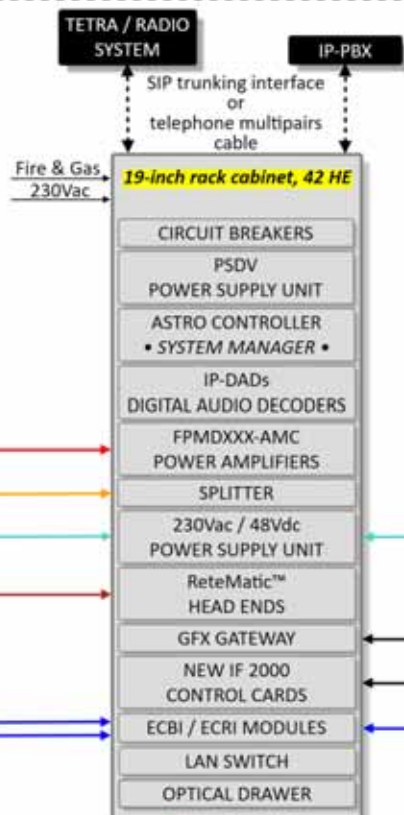 TETRA / RADIO
SYSTEM
IP-PBX
SIP trunking interface
or
telephone multipairs
cable
Fire & Gas
230Vac
19-inch rack cabinet, 42 HE
CIRCUIT BREAKERS
PSDV
POWER SUPPLY UNIT
ASTRO CONTROLLER
• SYSTEM MANAGER •
IP-DADs
DIGITAL AUDIO DECODERS
FPMDXXX-AMC
POWER AMPLIFIERS
SPLITTER
230Vac / 48Vdc
POWER SUPPLY UNIT
ReteMatic™
HEAD ENDS
GFX GATEWAY
NEW IF 2000
CONTROL CARDS
ECBI / ECRI MODULES
LAN SWITCH
OPTICAL DRAWER